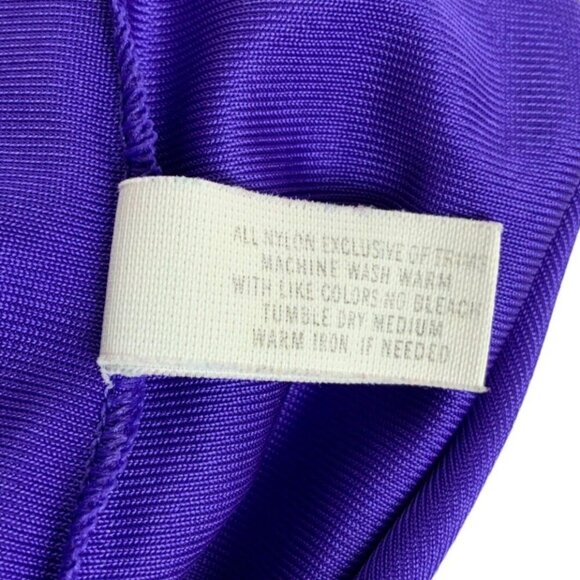 ALL NYLON EXCLUSIVE OF TRIMS
MACHINE WASH WARM
WITH LIKE COLORS NO BLEACH
TUMBLE DRY MEDIUM
WARM IRON IF NEEDED